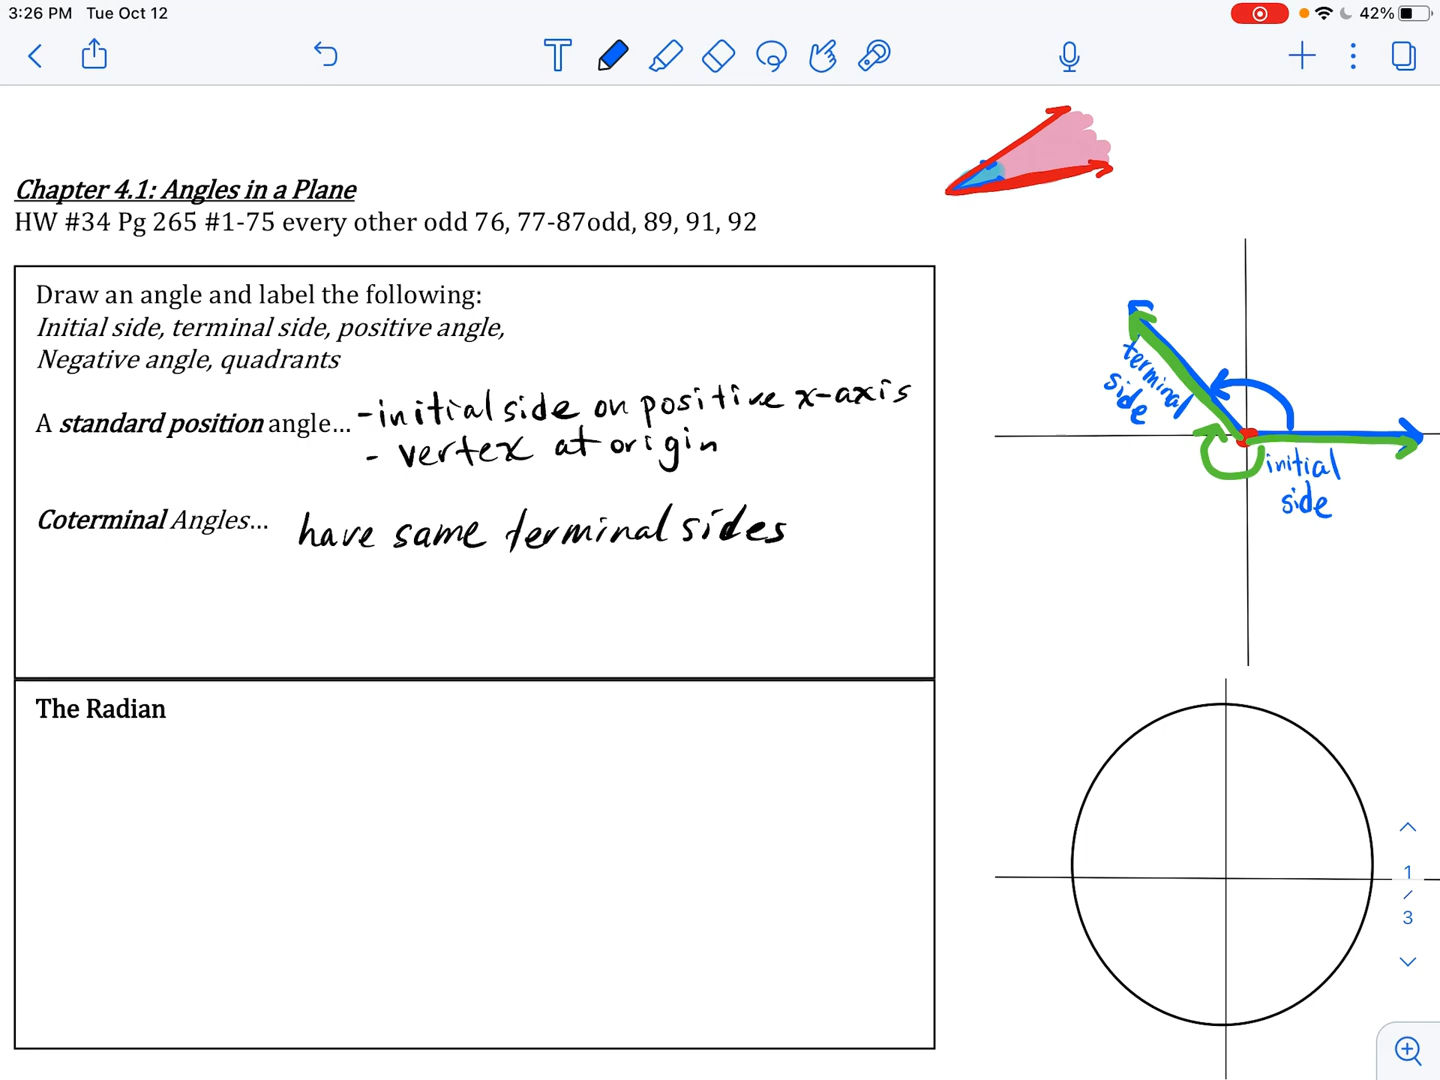 3:26 PM Tue Oct 12
42%
Chapter 4.1: Angles in a Plane
HW #34 Pg 265 #1-75 every other odd 76, 77-87odd, 89, 91, 92
Draw an angle and label the following:
Initial side, terminal side, positive angle,
Negative angle, quadrants
A standard position angle... - initial side on positive x-axis
- vertex at origin
Coterminal Angles... have same terminal sides
terminal
side
initial
side
The Radian
1
/
3